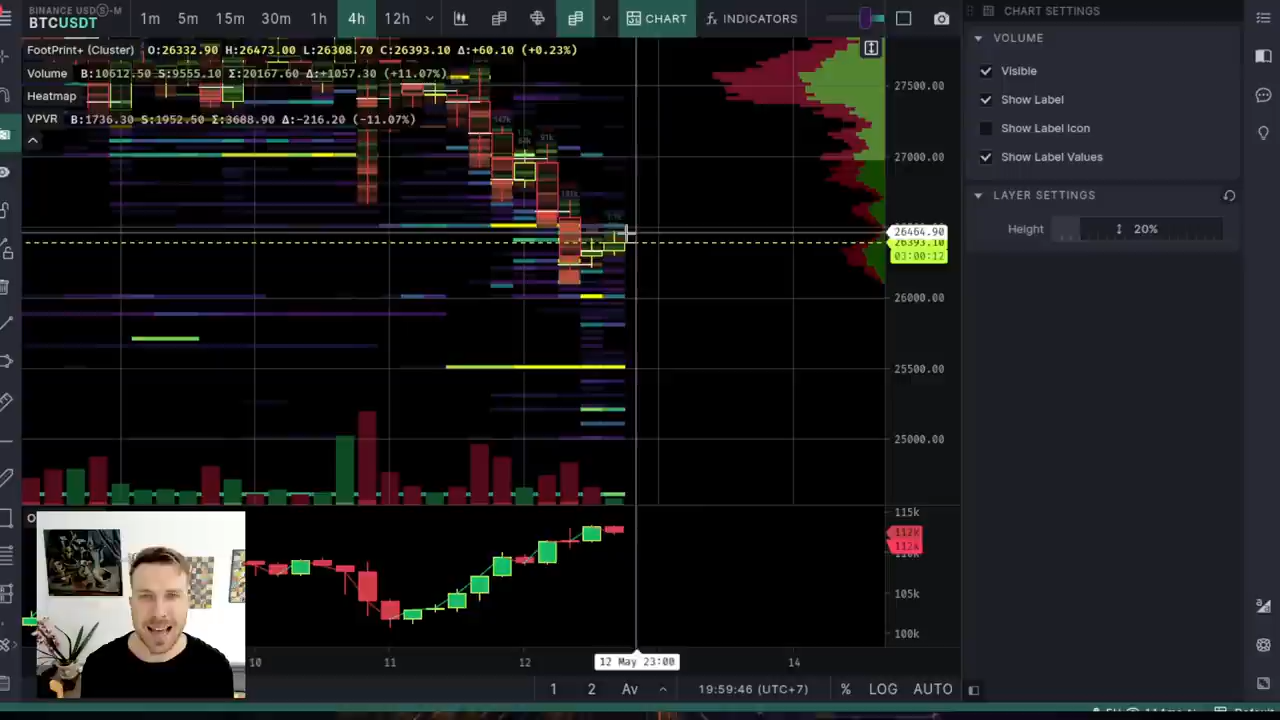 BINANCE USDⓈ-M
BTCUSDT
1m 5m 15m 30m 1h 4h 12h
CHART
INDICATORS
FootPrint+ (Cluster) O:26332.90 H:26473.00 L:26308.70 C:26393.10 Δ:+60.10 (+0.23%)
Volume B:10612.50 S:9555.10 Σ:20167.60 Δ:+1057.30 (+11.07%)
Heatmap
VPVR B:1736.30 S:1952.50 Σ:3688.90 Δ:-216.20 (-11.07%)
147k
91k
27500.00
27000.00
26464.90
26393.10
03:00:12
26000.00
25500.00
25000.00
115k
112K
112K
105k
100k
10 11 12 14
12 May 23:00
1 2 Av
19:59:46 (UTC+7)
% LOG AUTO
CHART SETTINGS
VOLUME
Visible
Show Label
Show Label Icon
Show Label Values
LAYER SETTINGS
Height 20%